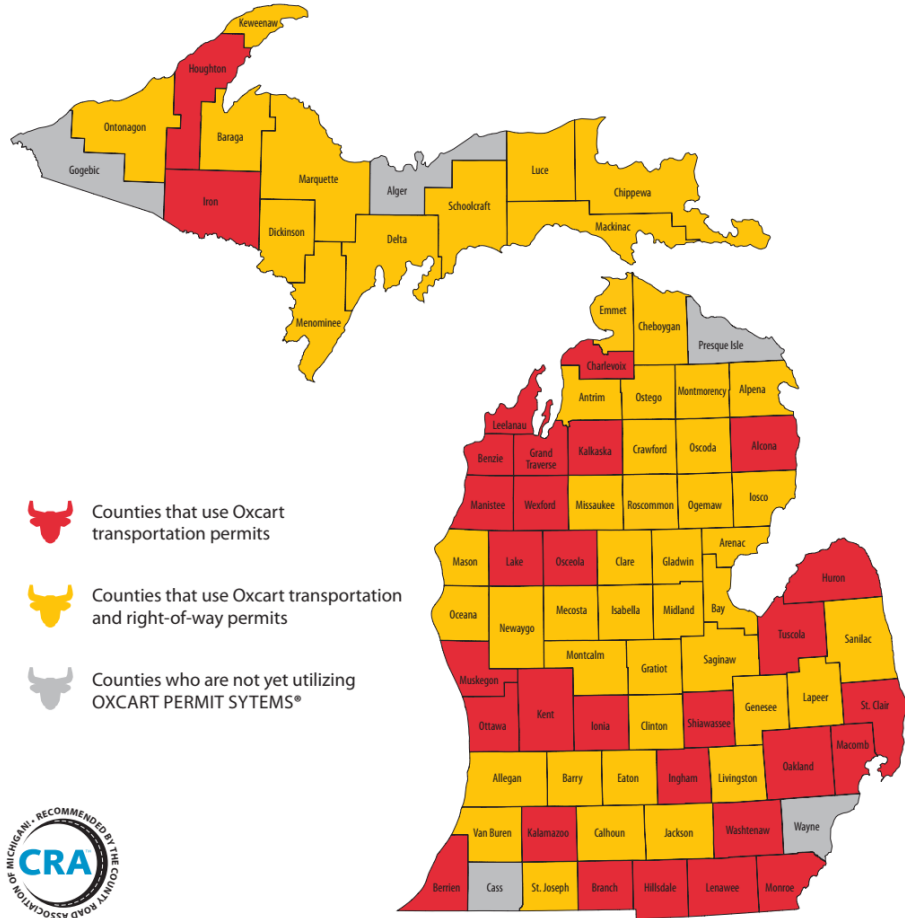 Keweenaw
Houghton
Ontonagon
Baraga
Gogebic
Marquette
Alger
Luce
Chippewa
Iron
Schoolcraft
Mackinac
Dickinson
Delta
Menominee
Emmet
Cheboygan
Presque Isle
Charlevoix
Antrim
Ostego
Montmorency
Alpena
Leelanau
Benzie
Grand
Traverse
Kalkaska
Crawford
Oscoda
Alcona
Manistee
Wexford
Missaukee
Roscommon
Ogemaw
Iosco
Counties that use Oxcart
transportation permits
Mason
Lake
Osceola
Clare
Gladwin
Arenac
Huron
Counties that use Oxcart transportation
and right-of-way permits
Oceana
Newaygo
Mecosta
Isabella
Midland
Bay
Tuscola
Sanilac
Counties who are not yet utilizing
OXCART PERMIT SYTEMS®
Muskegon
Montcalm
Gratiot
Saginaw
Ottawa
Kent
Ionia
Clinton
Shiawassee
Genesee
Lapeer
St. Clair
Allegan
Barry
Eaton
Ingham
Livingston
Oakland
Macomb
Van Buren
Kalamazoo
Calhoun
Jackson
Washtenaw
Wayne
Berrien
Cass
St. Joseph
Branch
Hillsdale
Lenawee
Monroe
• RECOMMENDED BY THE COUNTY ROAD ASSOCIATION OF MICHIGAN!
CRA